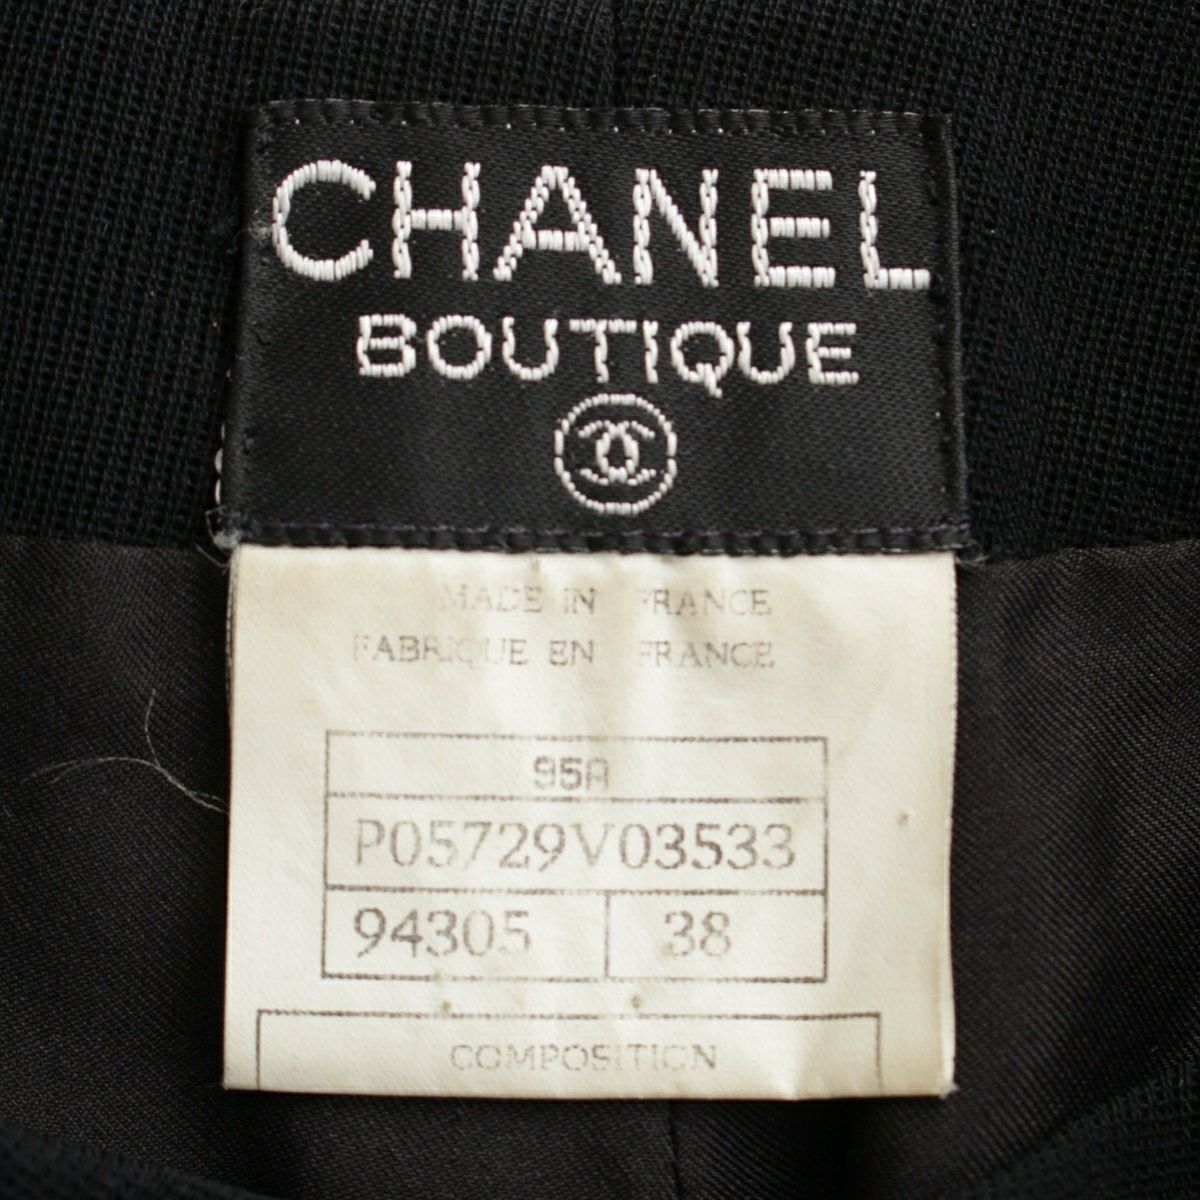 CHANEL
BOUTIQUE
MADE IN FRANCE
FABRIQUE EN FRANCE
95A
P05729V03533
94305 38
COMPOSITION